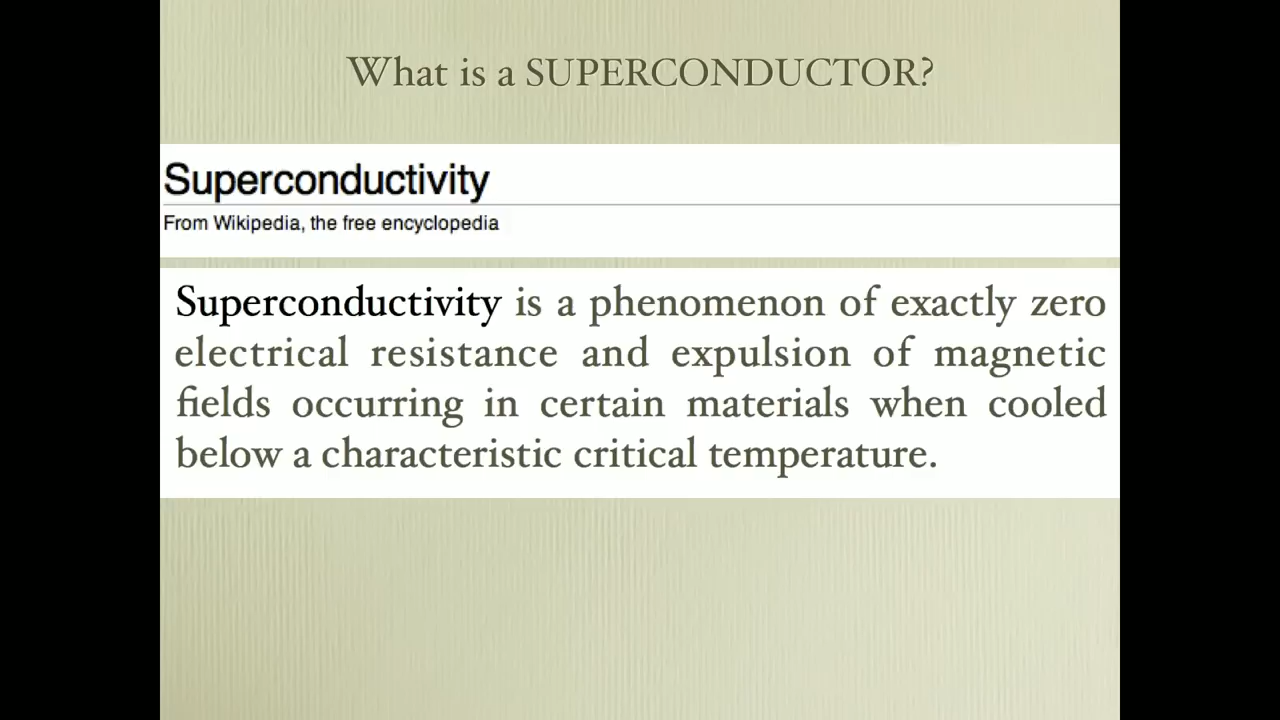 What is a SUPERCONDUCTOR?
Superconductivity
From Wikipedia, the free encyclopedia
Superconductivity is a phenomenon of exactly zero
electrical resistance and expulsion of magnetic
fields occurring in certain materials when cooled
below a characteristic critical temperature.